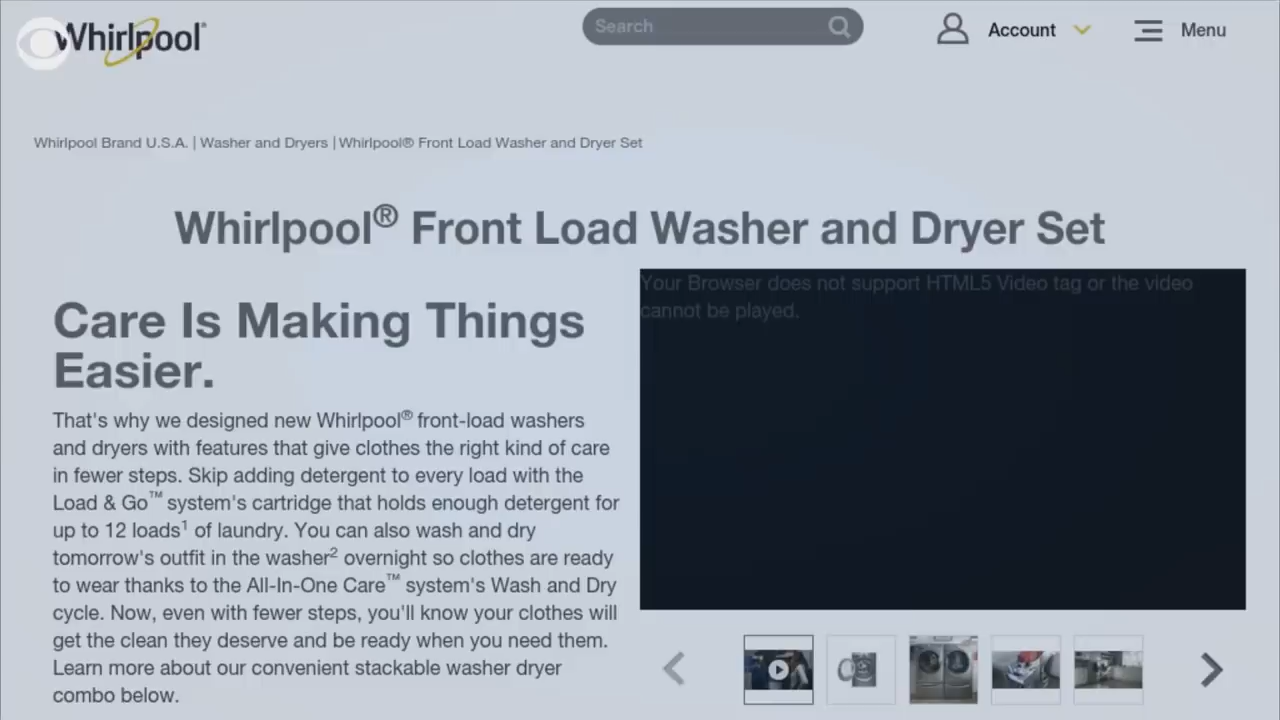 Whirlpool®
Search
Account
Menu
Whirlpool Brand U.S.A. | Washer and Dryers | Whirlpool® Front Load Washer and Dryer Set
Whirlpool® Front Load Washer and Dryer Set
Care Is Making Things
Easier.
That's why we designed new Whirlpool® front-load washers
and dryers with features that give clothes the right kind of care
in fewer steps. Skip adding detergent to every load with the
Load & Go™ system's cartridge that holds enough detergent for
up to 12 loads¹ of laundry. You can also wash and dry
tomorrow's outfit in the washer² overnight so clothes are ready
to wear thanks to the All-In-One Care™ system's Wash and Dry
cycle. Now, even with fewer steps, you'll know your clothes will
get the clean they deserve and be ready when you need them.
Learn more about our convenient stackable washer dryer
combo below.
Your Browser does not support HTML5 Video tag or the video
cannot be played.